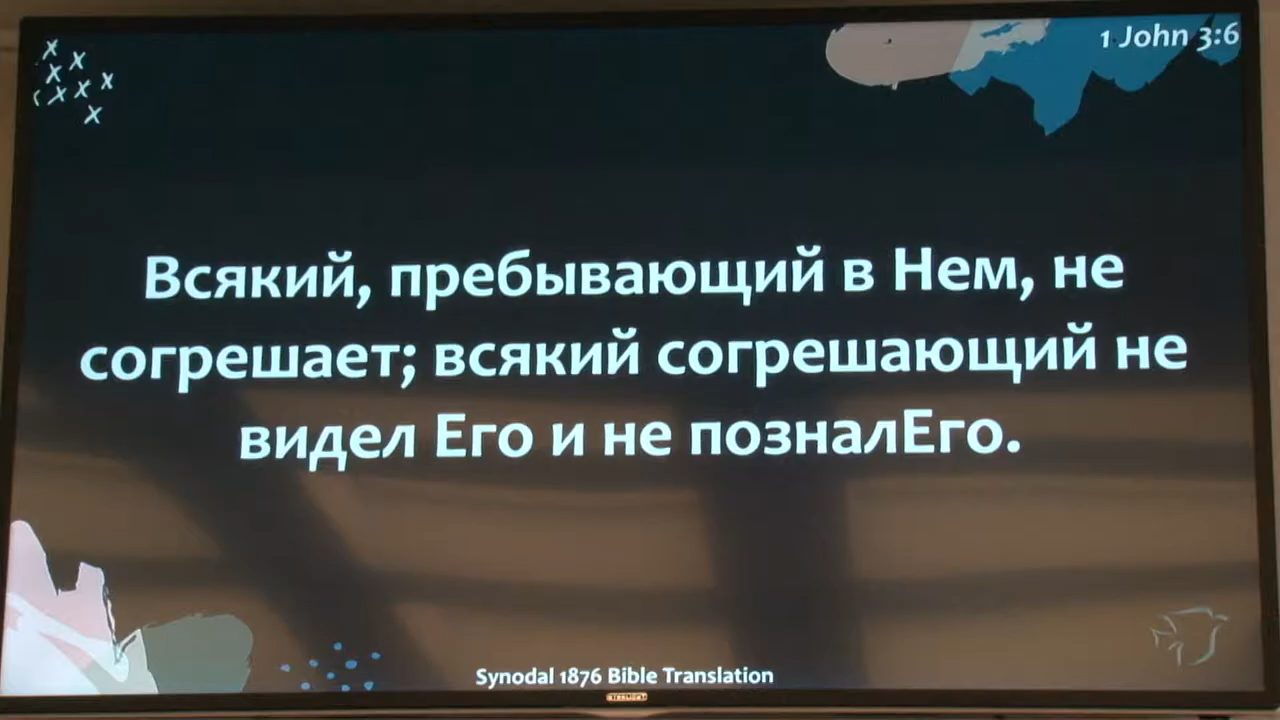 1 John 3:6
Всякий, пребывающий в Нем, не
согрешает; всякий согрешающий не
видел Его и не позналЕго.
Synodal 1876 Bible Translation